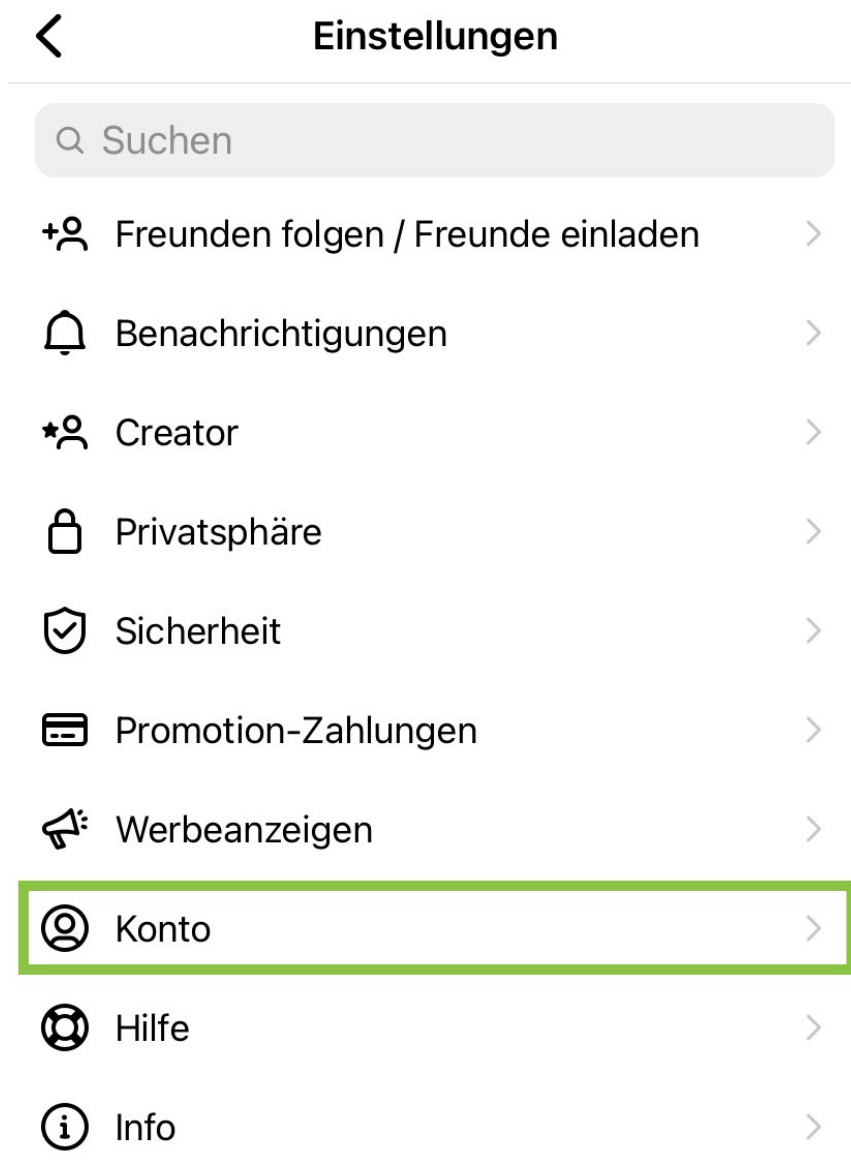 Einstellungen
Suchen
Freunden folgen / Freunde einladen
Benachrichtigungen
Creator
Privatsphäre
Sicherheit
Promotion-Zahlungen
Werbeanzeigen
Konto
Hilfe
Info